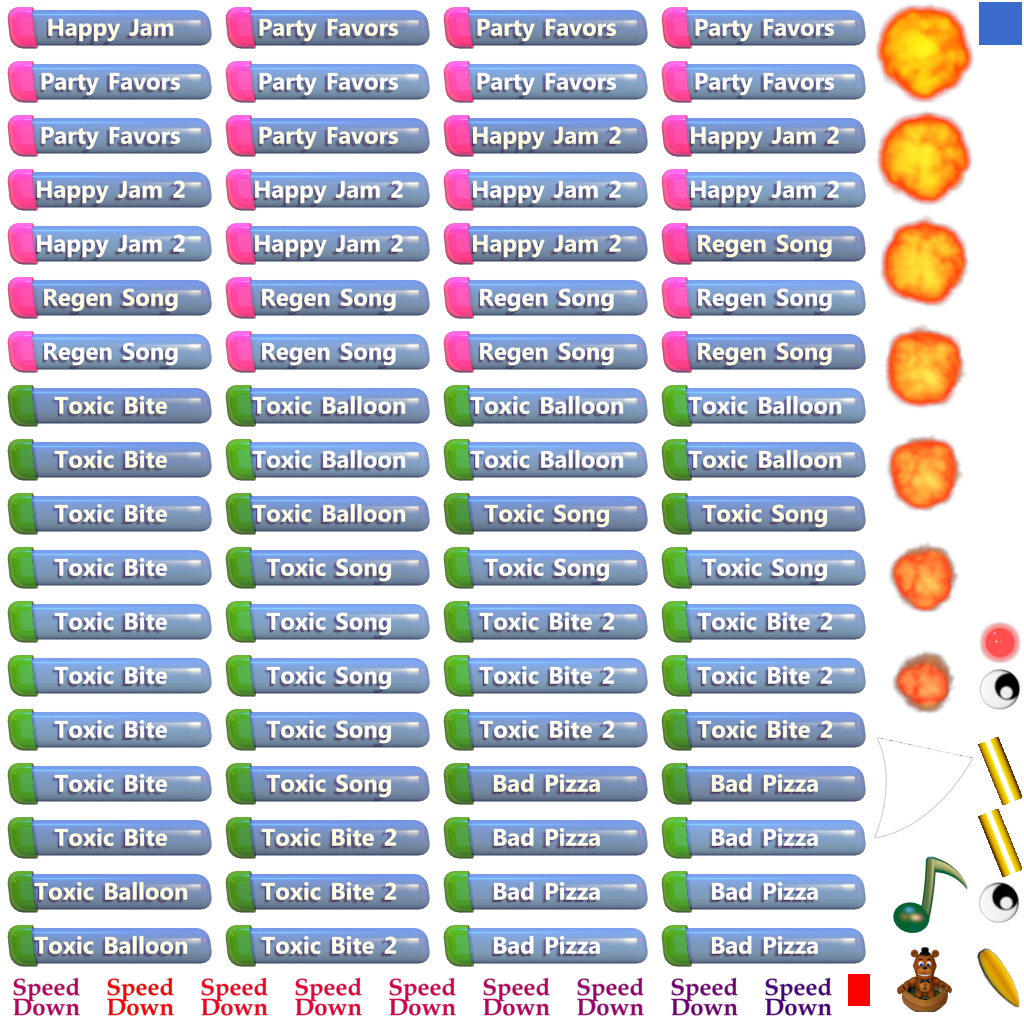 Happy Jam Party Favors Party Favors Party Favors
Party Favors Party Favors Party Favors Party Favors
Party Favors Party Favors Happy Jam 2 Happy Jam 2
Happy Jam 2 Happy Jam 2 Happy Jam 2 Happy Jam 2
Happy Jam 2 Happy Jam 2 Happy Jam 2 Regen Song
Regen Song Regen Song Regen Song Regen Song
Regen Song Regen Song Regen Song Regen Song
Toxic Bite Toxic Balloon Toxic Balloon Toxic Balloon
Toxic Bite Toxic Balloon Toxic Balloon Toxic Balloon
Toxic Bite Toxic Balloon Toxic Song Toxic Song
Toxic Bite Toxic Song Toxic Song Toxic Song
Toxic Bite Toxic Song Toxic Bite 2 Toxic Bite 2
Toxic Bite Toxic Song Toxic Bite 2 Toxic Bite 2
Toxic Bite Toxic Song Toxic Bite 2 Toxic Bite 2
Toxic Bite Toxic Song Bad Pizza Bad Pizza
Toxic Bite Toxic Bite 2 Bad Pizza Bad Pizza
Toxic Balloon Toxic Bite 2 Bad Pizza Bad Pizza
Toxic Balloon Toxic Bite 2 Bad Pizza Bad Pizza
Speed Speed Speed Speed Speed Speed Speed Speed Speed
Down Down Down Down Down Down Down Down Down